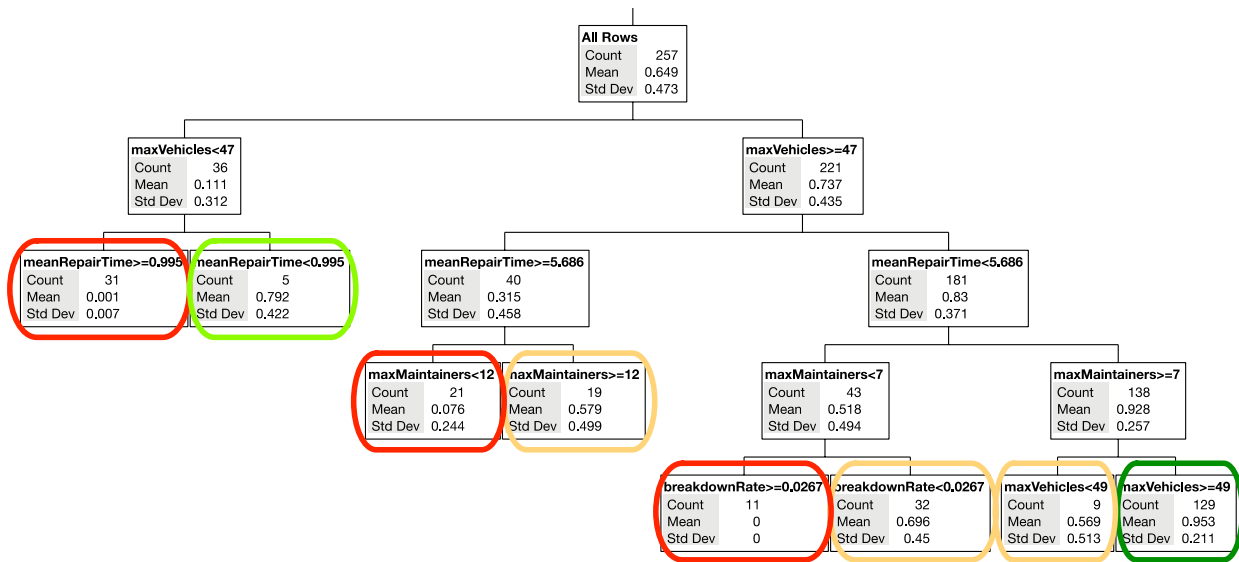 All Rows
Count 257
Mean 0.649
Std Dev 0.473
maxVehicles<47
Count 36
Mean 0.111
Std Dev 0.312
maxVehicles>=47
Count 221
Mean 0.737
Std Dev 0.435
meanRepairTime>=0.995
Count 31
Mean 0.001
Std Dev 0.007
meanRepairTime<0.995
Count 5
Mean 0.792
Std Dev 0.422
meanRepairTime>=5.686
Count 40
Mean 0.315
Std Dev 0.458
meanRepairTime<5.686
Count 181
Mean 0.83
Std Dev 0.371
maxMaintainers<12
Count 21
Mean 0.076
Std Dev 0.244
maxMaintainers>=12
Count 19
Mean 0.579
Std Dev 0.499
maxMaintainers<7
Count 43
Mean 0.518
Std Dev 0.494
maxMaintainers>=7
Count 138
Mean 0.928
Std Dev 0.257
breakdownRate>=0.0267
Count 11
Mean 0
Std Dev 0
breakdownRate<0.0267
Count 32
Mean 0.696
Std Dev 0.45
maxVehicles<49
Count 9
Mean 0.569
Std Dev 0.513
maxVehicles>=49
Count 129
Mean 0.953
Std Dev 0.211